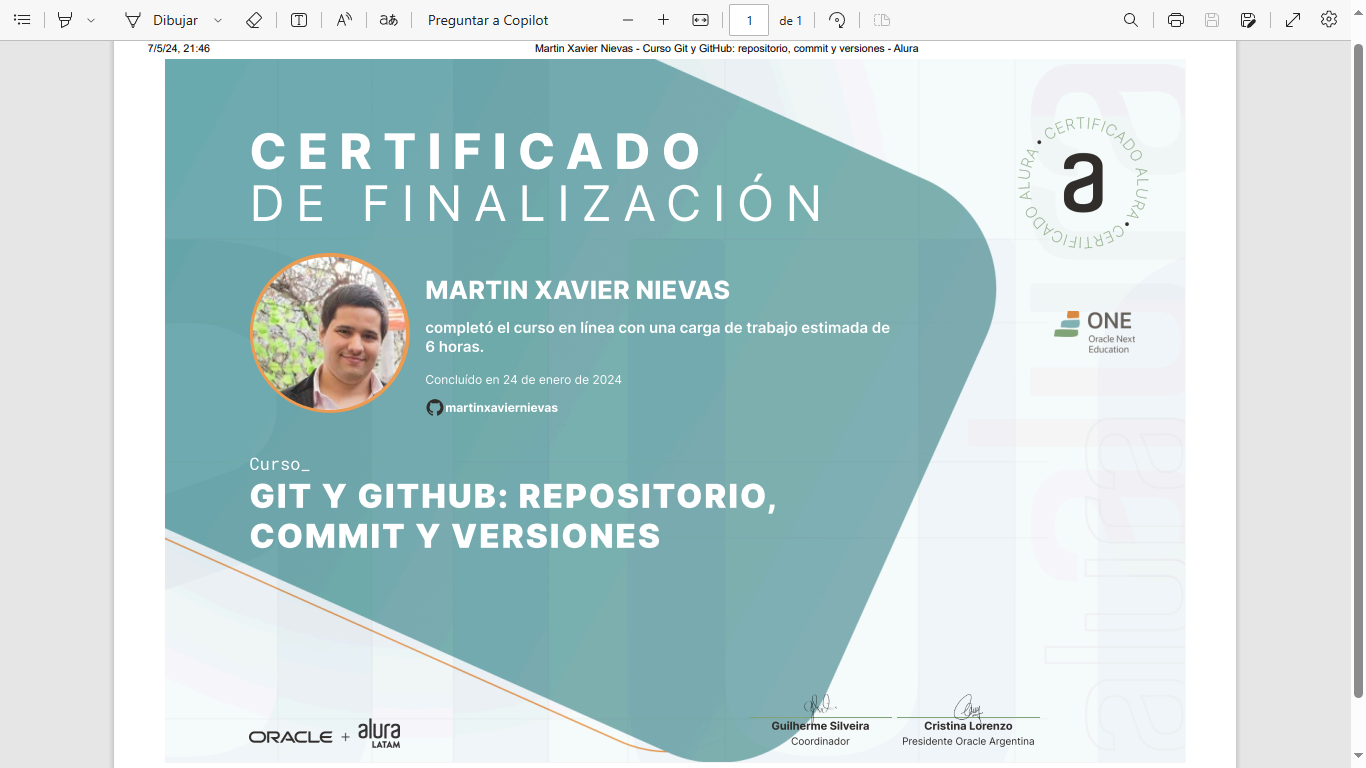 Dibujar
Preguntar a Copilot
1 de 1
7/5/24, 21:46
Martin Xavier Nievas - Curso Git y GitHub: repositorio, commit y versiones - Alura
CERTIFICADO
DE FINALIZACIÓN
CERTIFICADO ALURA • CERTIFICADO ALURA •
a
MARTIN XAVIER NIEVAS
completó el curso en línea con una carga de trabajo estimada de
6 horas.
Concluído en 24 de enero de 2024
martinxaviernievas
ONE
Oracle Next
Education
Curso_
GIT Y GITHUB: REPOSITORIO,
COMMIT Y VERSIONES
alura
alura
ORACLE + alura
LATAM
Guilherme Silveira
Coordinador
Cristina Lorenzo
Presidente Oracle Argentina